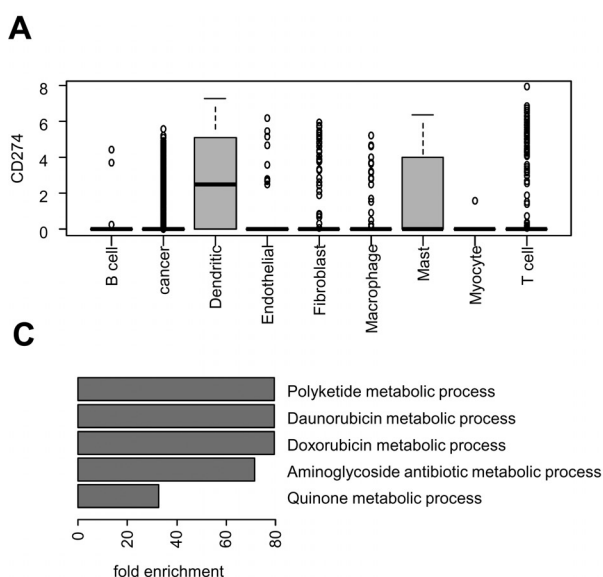 A
CD274
8
6
4
2
0
B cell
cancer
Dendritic
Endothelial
Fibroblast
Macrophage
Mast
Myocyte
T cell
C
Polyketide metabolic process
Daunorubicin metabolic process
Doxorubicin metabolic process
Aminoglycoside antibiotic metabolic process
Quinone metabolic process
0 20 40 60 80
fold enrichment